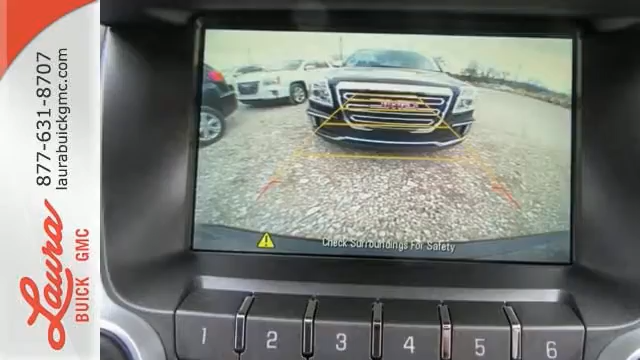 877-631-8707
laurabuickgmc.com
Laura
BUICK GMC
Check Surroundings For Safety
1 2 3 4 5 6